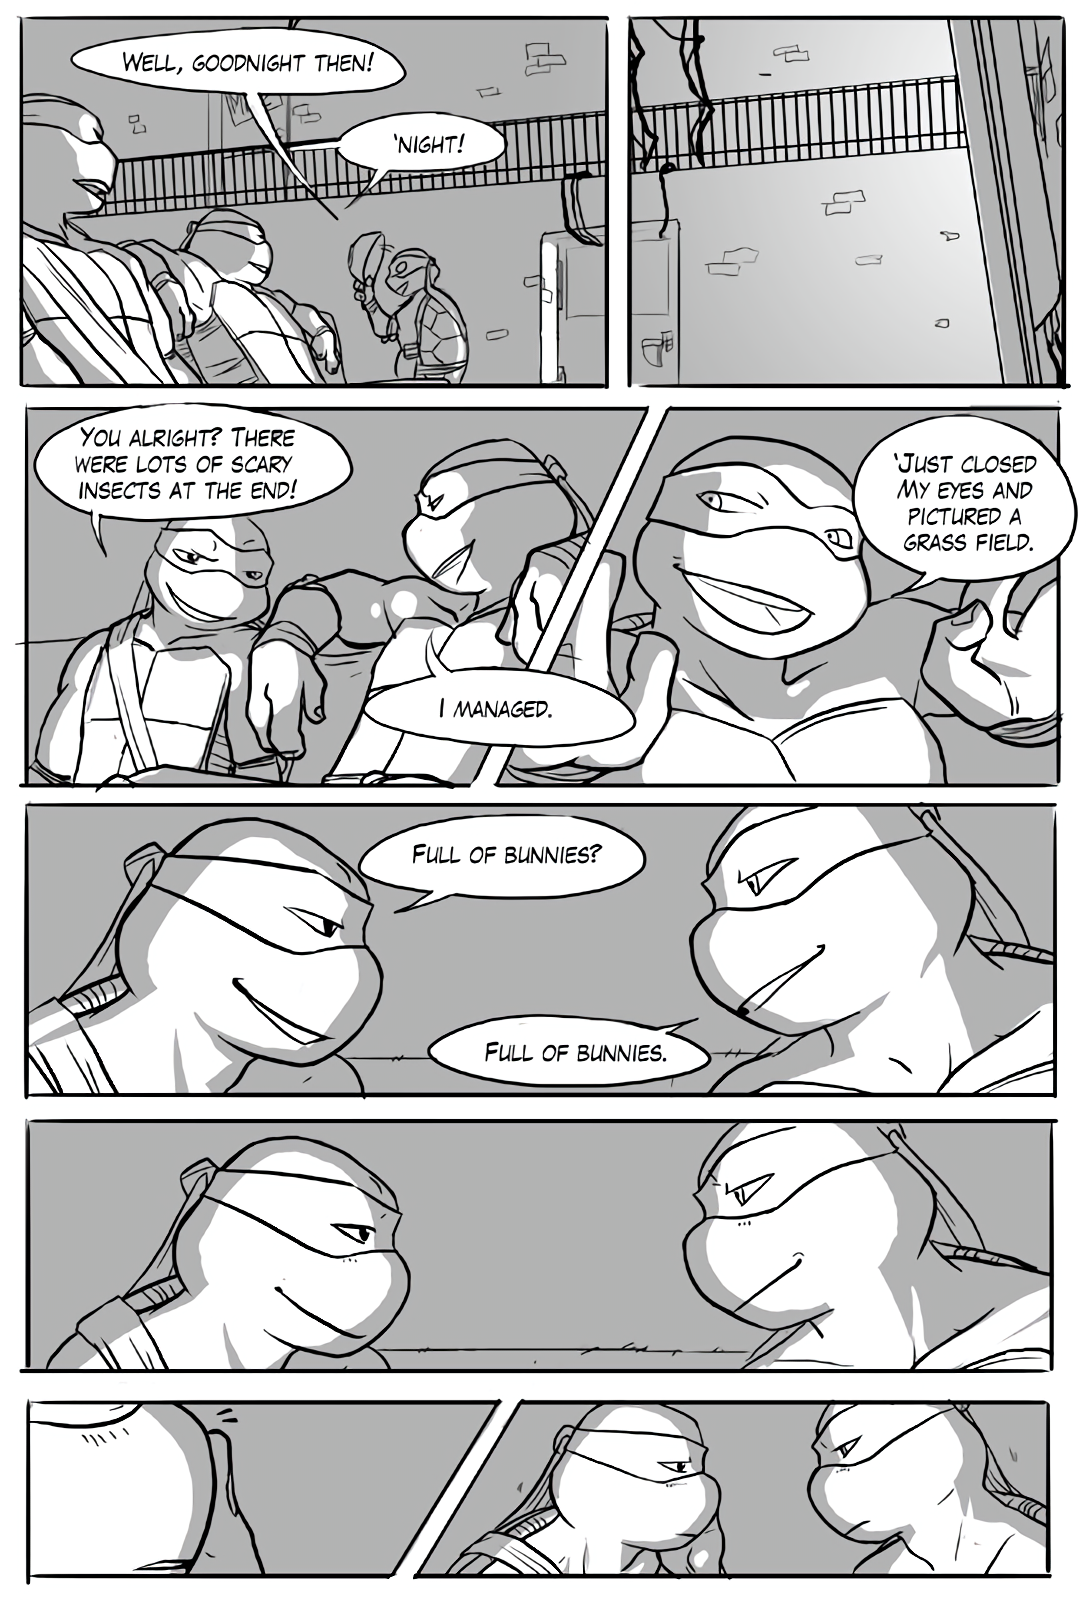 WELL, GOODNIGHT THEN!
'NIGHT!
YOU ALRIGHT? THERE
WERE LOTS OF SCARY
INSECTS AT THE END!
I MANAGED.
'JUST CLOSED
MY EYES AND
PICTURED A
GRASS FIELD.
FULL OF BUNNIES?
FULL OF BUNNIES.